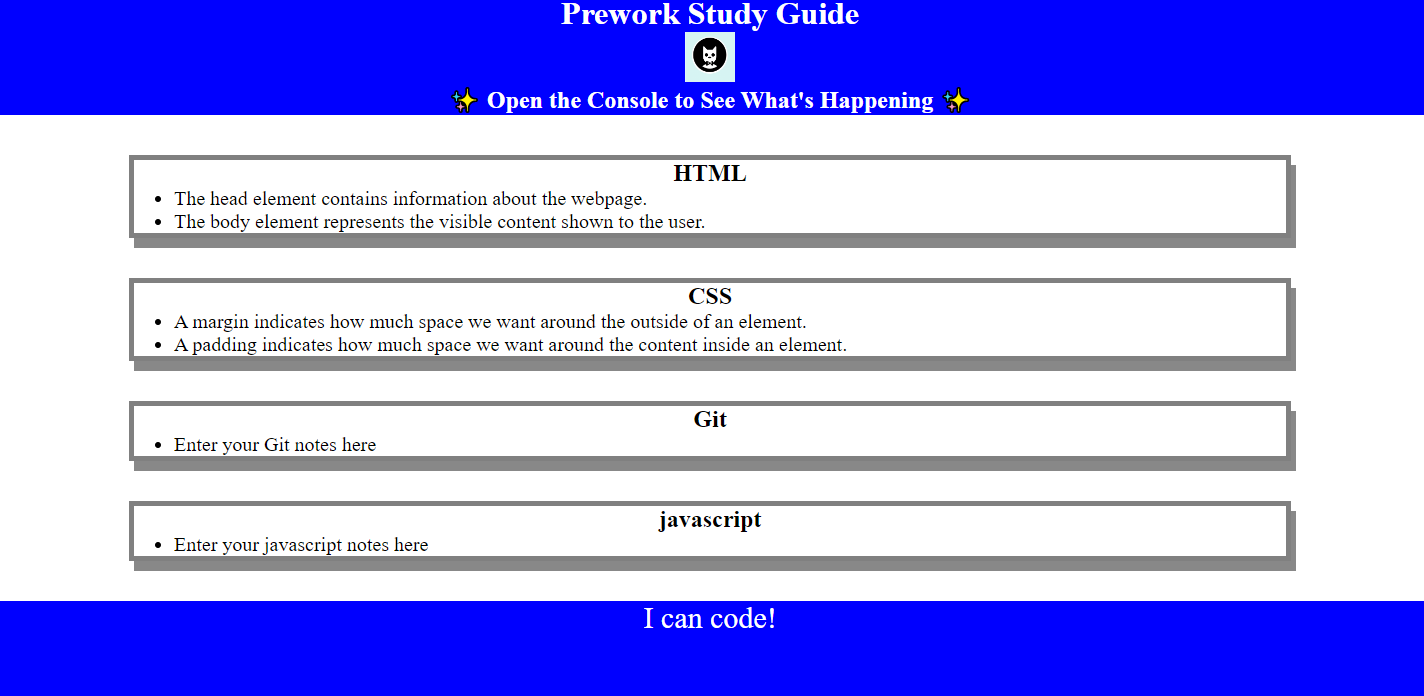 Prework Study Guide
✨ Open the Console to See What's Happening ✨
HTML
• The head element contains information about the webpage.
• The body element represents the visible content shown to the user.
CSS
• A margin indicates how much space we want around the outside of an element.
• A padding indicates how much space we want around the content inside an element.
Git
• Enter your Git notes here
javascript
• Enter your javascript notes here
I can code!